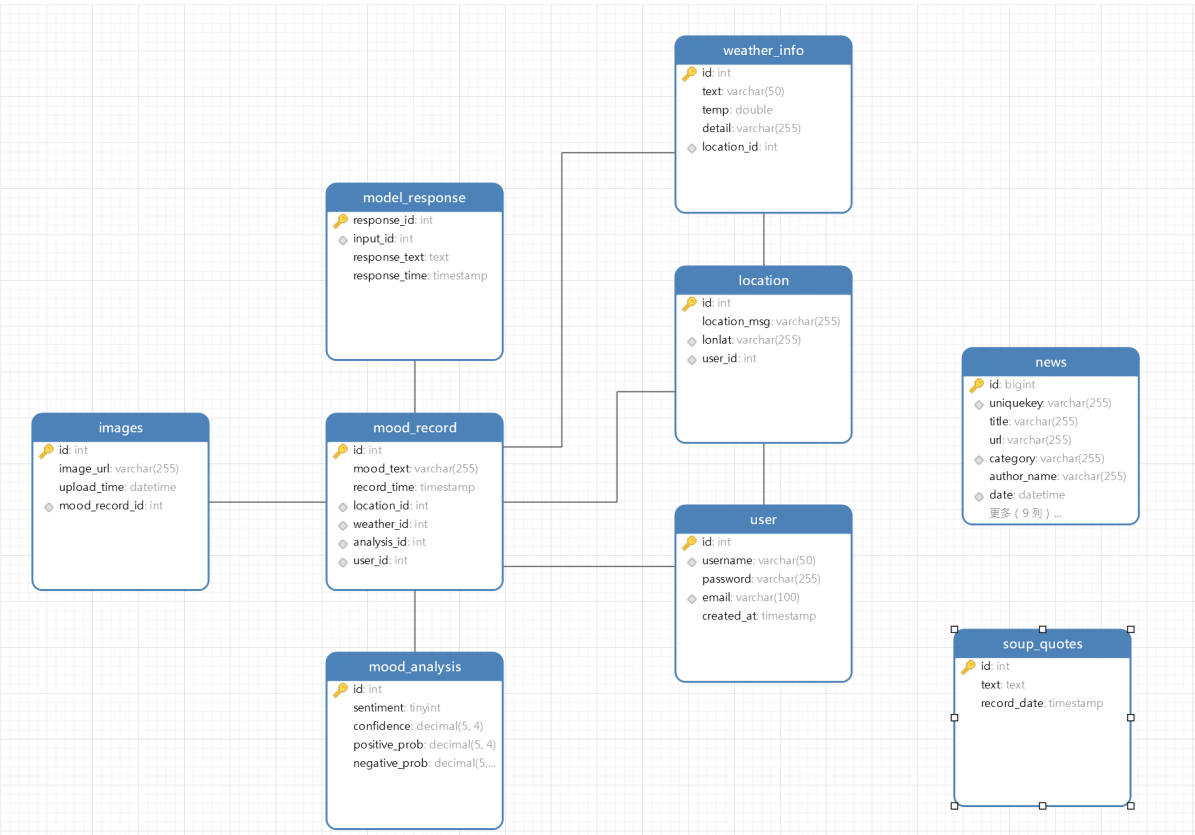 weather_info
id: int
text: varchar(50)
temp: double
detail: varchar(255)
location_id: int
model_response
response_id: int
input_id: int
response_text: text
response_time: timestamp
location
id: int
location_msg: varchar(255)
lonlat: varchar(255)
user_id: int
news
id: bigint
uniquekey: varchar(255)
title: varchar(255)
url: varchar(255)
category: varchar(255)
author_name: varchar(255)
date: datetime
更多（9 列）...
images
id: int
image_url: varchar(255)
upload_time: datetime
mood_record_id: int
mood_record
id: int
mood_text: varchar(255)
record_time: timestamp
location_id: int
weather_id: int
analysis_id: int
user_id: int
user
id: int
username: varchar(50)
password: varchar(255)
email: varchar(100)
created_at: timestamp
soup_quotes
id: int
text: text
record_date: timestamp
mood_analysis
id: int
sentiment: tinyint
confidence: decimal(5, 4)
positive_prob: decimal(5, 4)
negative_prob: decimal(5,...